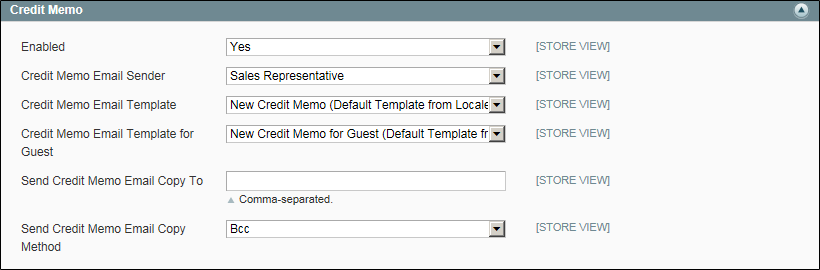 Credit Memo
Enabled Yes [STORE VIEW]
Credit Memo Email Sender Sales Representative [STORE VIEW]
Credit Memo Email Template New Credit Memo (Default Template from Locale [STORE VIEW]
Credit Memo Email Template for Guest New Credit Memo for Guest (Default Template fr [STORE VIEW]
Send Credit Memo Email Copy To [STORE VIEW]
Comma-separated.
Send Credit Memo Email Copy Method Bcc [STORE VIEW]